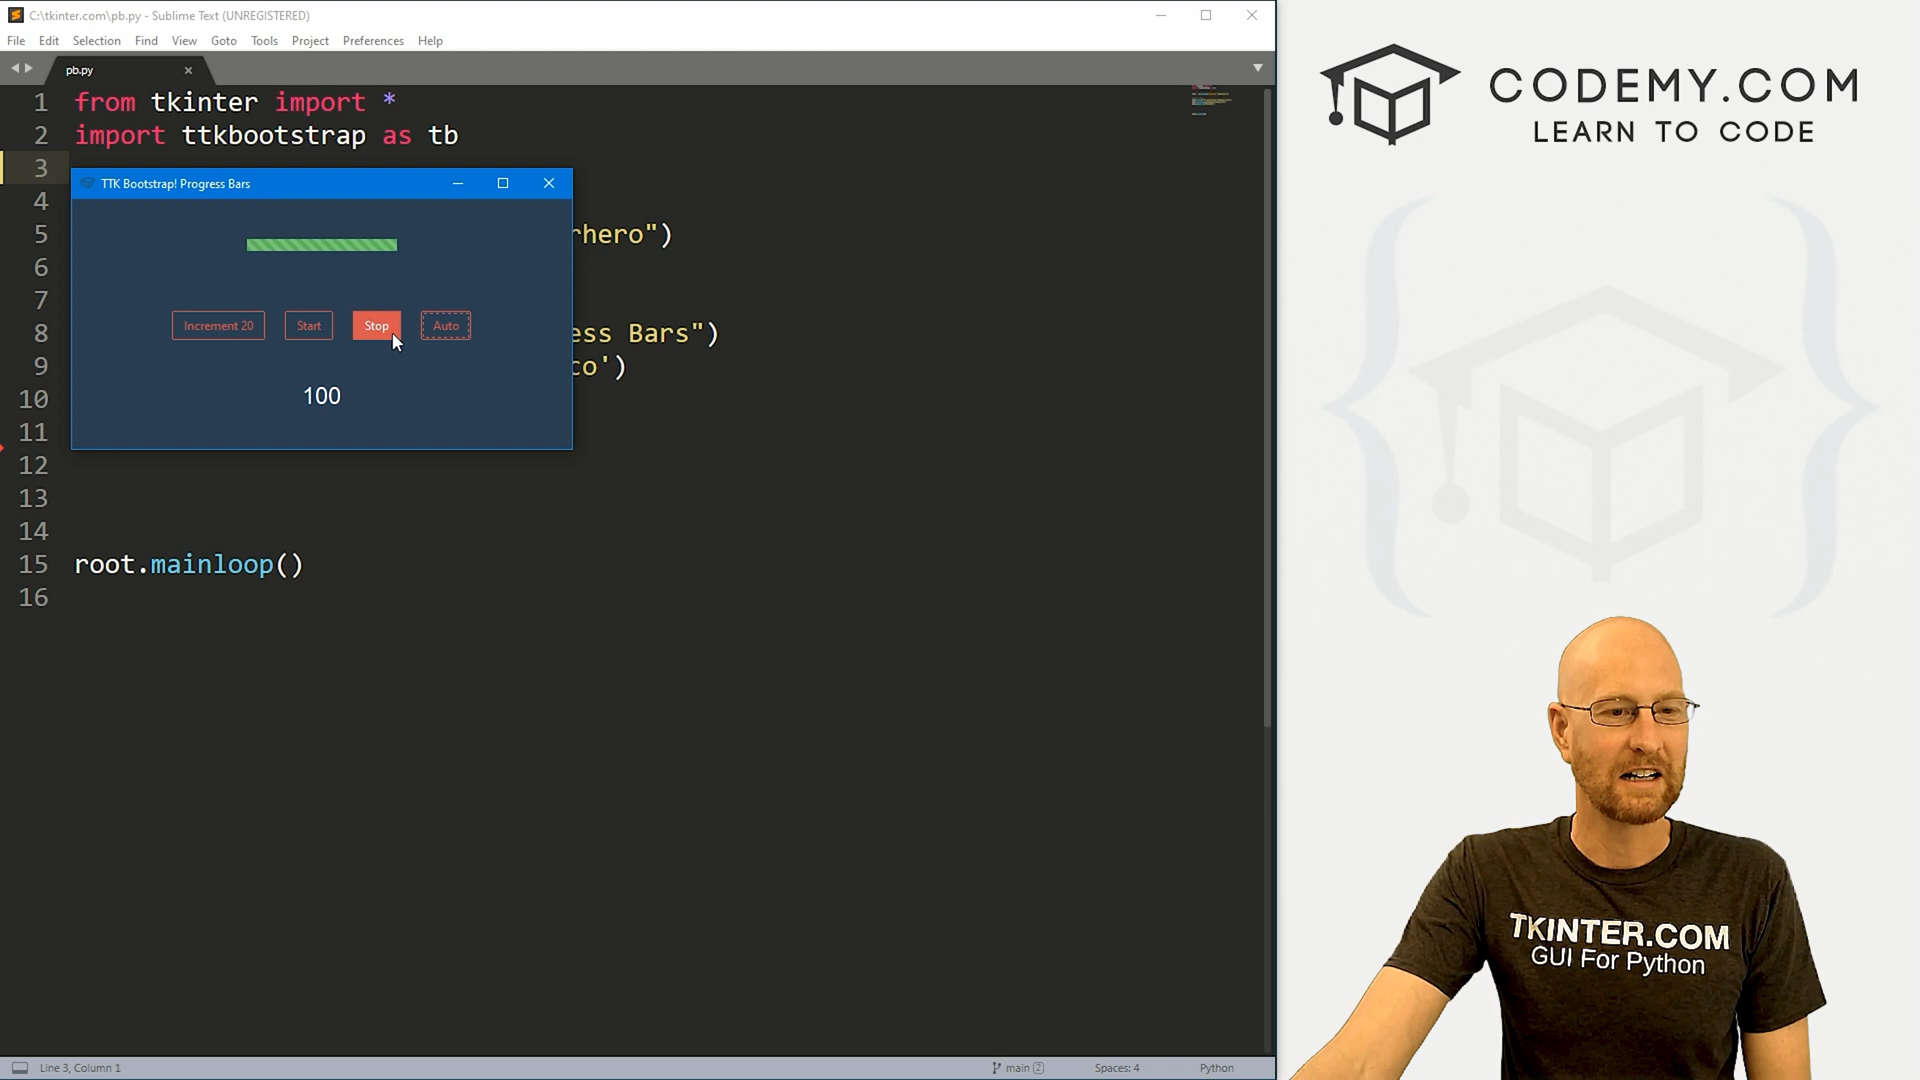 C:\tkinter.com\pb.py - Sublime Text (UNREGISTERED)
File Edit Selection Find View Goto Tools Project Preferences Help
pb.py
1 from tkinter import *
2 import ttkbootstrap as tb
3
TTK Bootstrap! Progress Bars
4
5 rhero")
6
7
Increment 20 Start Stop Auto
8 ess Bars")
9 co')
10
100
11
12
13
14
15 root.mainloop()
16
Line 3, Column 1 main 2 Spaces: 4 Python
CODEMY.COM
LEARN TO CODE
TKINTER.COM
GUI For Python